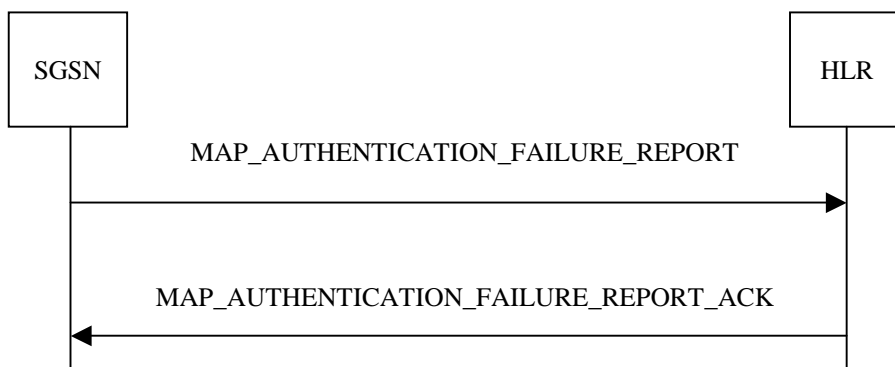 SGSN
HLR
MAP_AUTHENTICATION_FAILURE_REPORT
MAP_AUTHENTICATION_FAILURE_REPORT_ACK